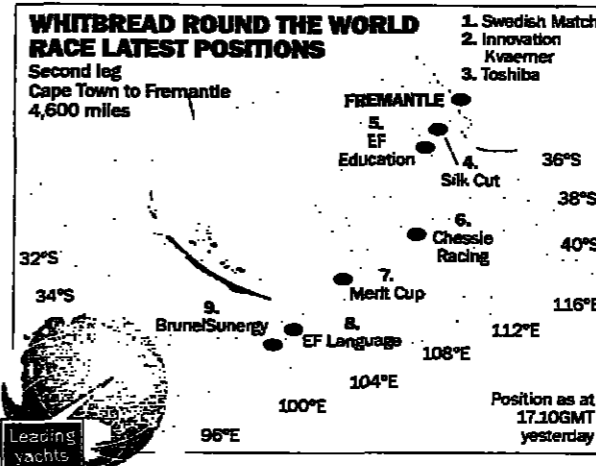 WHITBREAD ROUND THE WORLD
RACE LATEST POSITIONS
Second leg
Cape Town to Fremantle
4,600 miles
1. Swedish Match
2. Innovation
Kvaerner
3. Toshiba
FREMANTLE
5.
EF
Education
4.
Silk Cut
36°S
38°S
6.
Chessie
Racing
40°S
32°S
34°S
7.
Merit Cup
116°E
9.
BrunelSunergy
8.
EF Language
112°E
108°E
104°E
100°E
96°E
Position as at
17.10GMT
yesterday
Leading
yachts